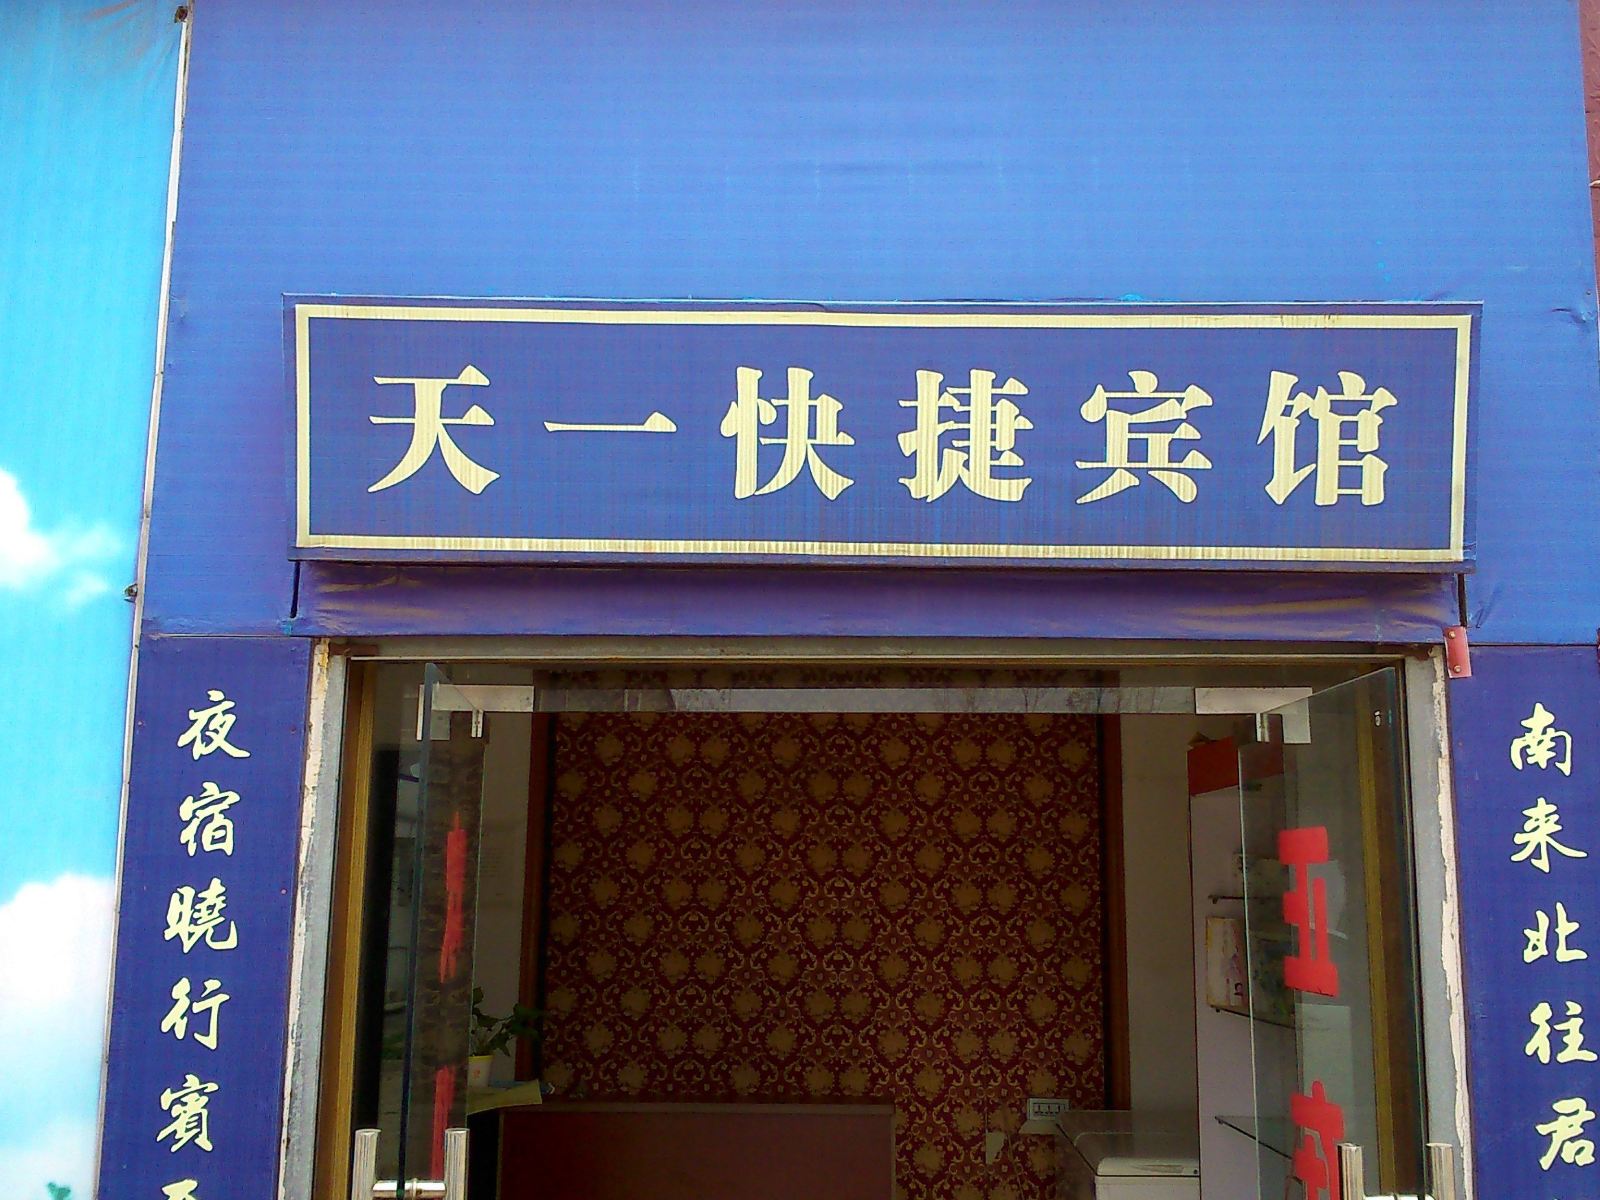 天一快捷宾馆
南来北往君
夜宿曉行賓